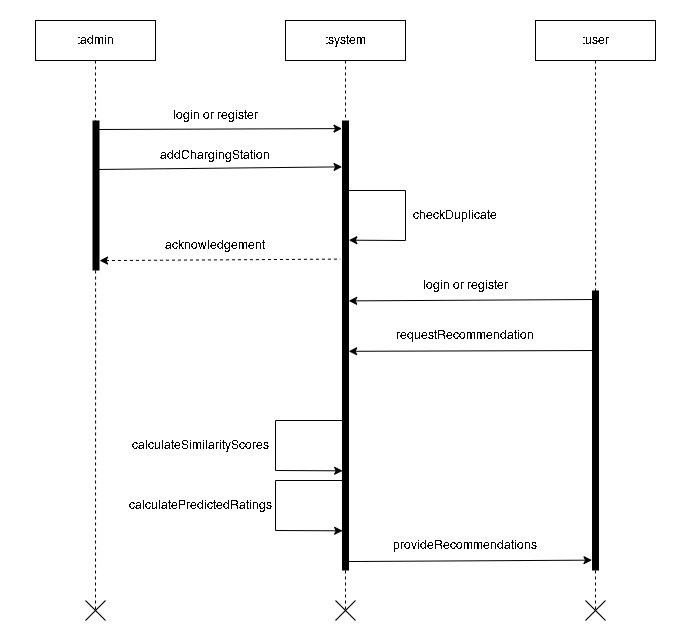 :admin
:system
:user
login or register
addChargingStation
checkDuplicate
acknowledgement
login or register
requestRecommendation
calculateSimilarityScores
calculatePredictedRatings
provideRecommendations